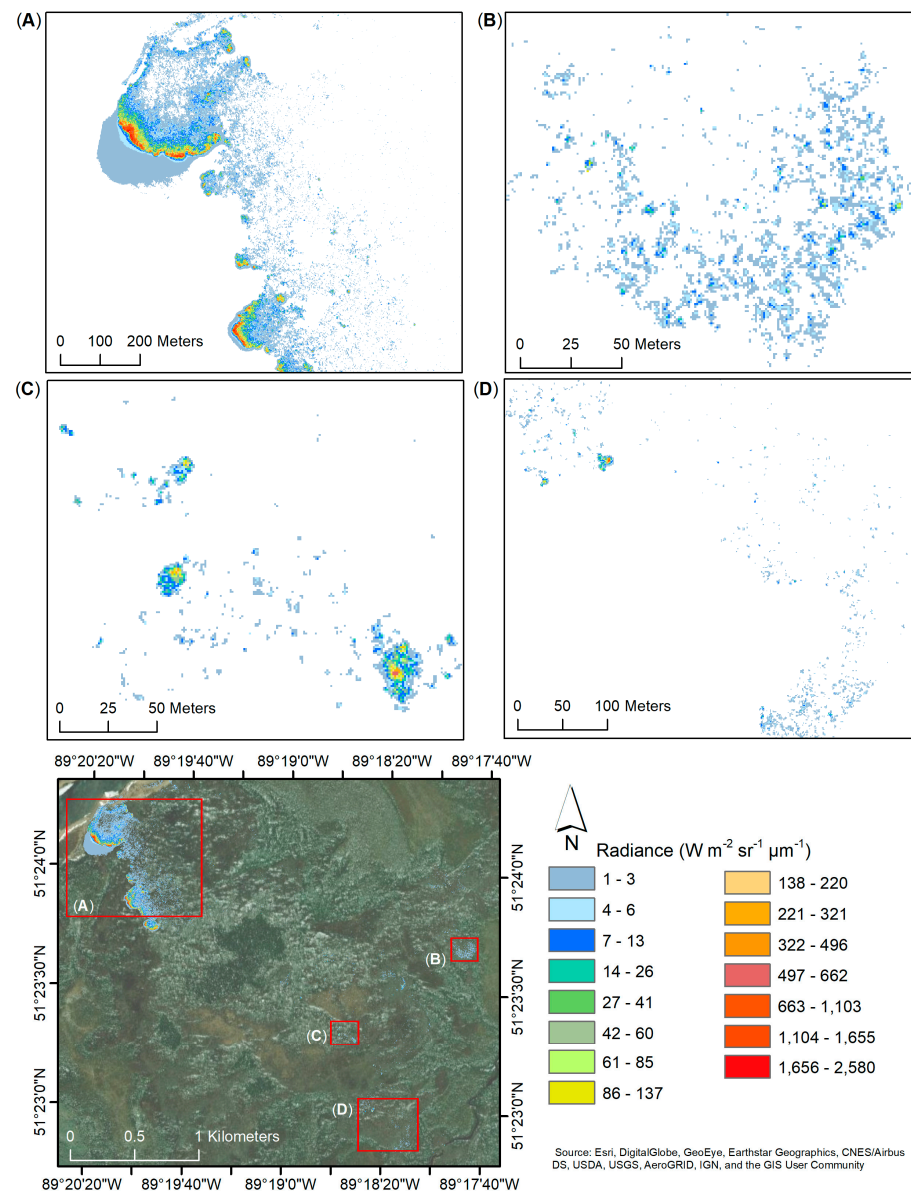 (A)
(B)
0 100 200 Meters
0 25 50 Meters
(C)
(D)
0 25 50 Meters
0 50 100 Meters
89°20'20"W 89°19'40"W 89°19'0"W 89°18'20"W 89°17'40"W
51°24'0"N
51°23'30"N
51°23'0"N
(A)
(B)
(C)
(D)
0 0.5 1 Kilometers
51°24'0"N
51°23'30"N
51°23'0"N
89°20'20"W 89°19'40"W 89°19'0"W 89°18'20"W 89°17'40"W
N
Radiance (W m-2 sr-1 µm-1)
1 - 3
4 - 6
7 - 13
14 - 26
27 - 41
42 - 60
61 - 85
86 - 137
138 - 220
221 - 321
322 - 496
497 - 662
663 - 1,103
1,104 - 1,655
1,656 - 2,580
Source: Esri, DigitalGlobe, GeoEye, Earthstar Geographics, CNES/Airbus
DS, USDA, USGS, AeroGRID, IGN, and the GIS User Community